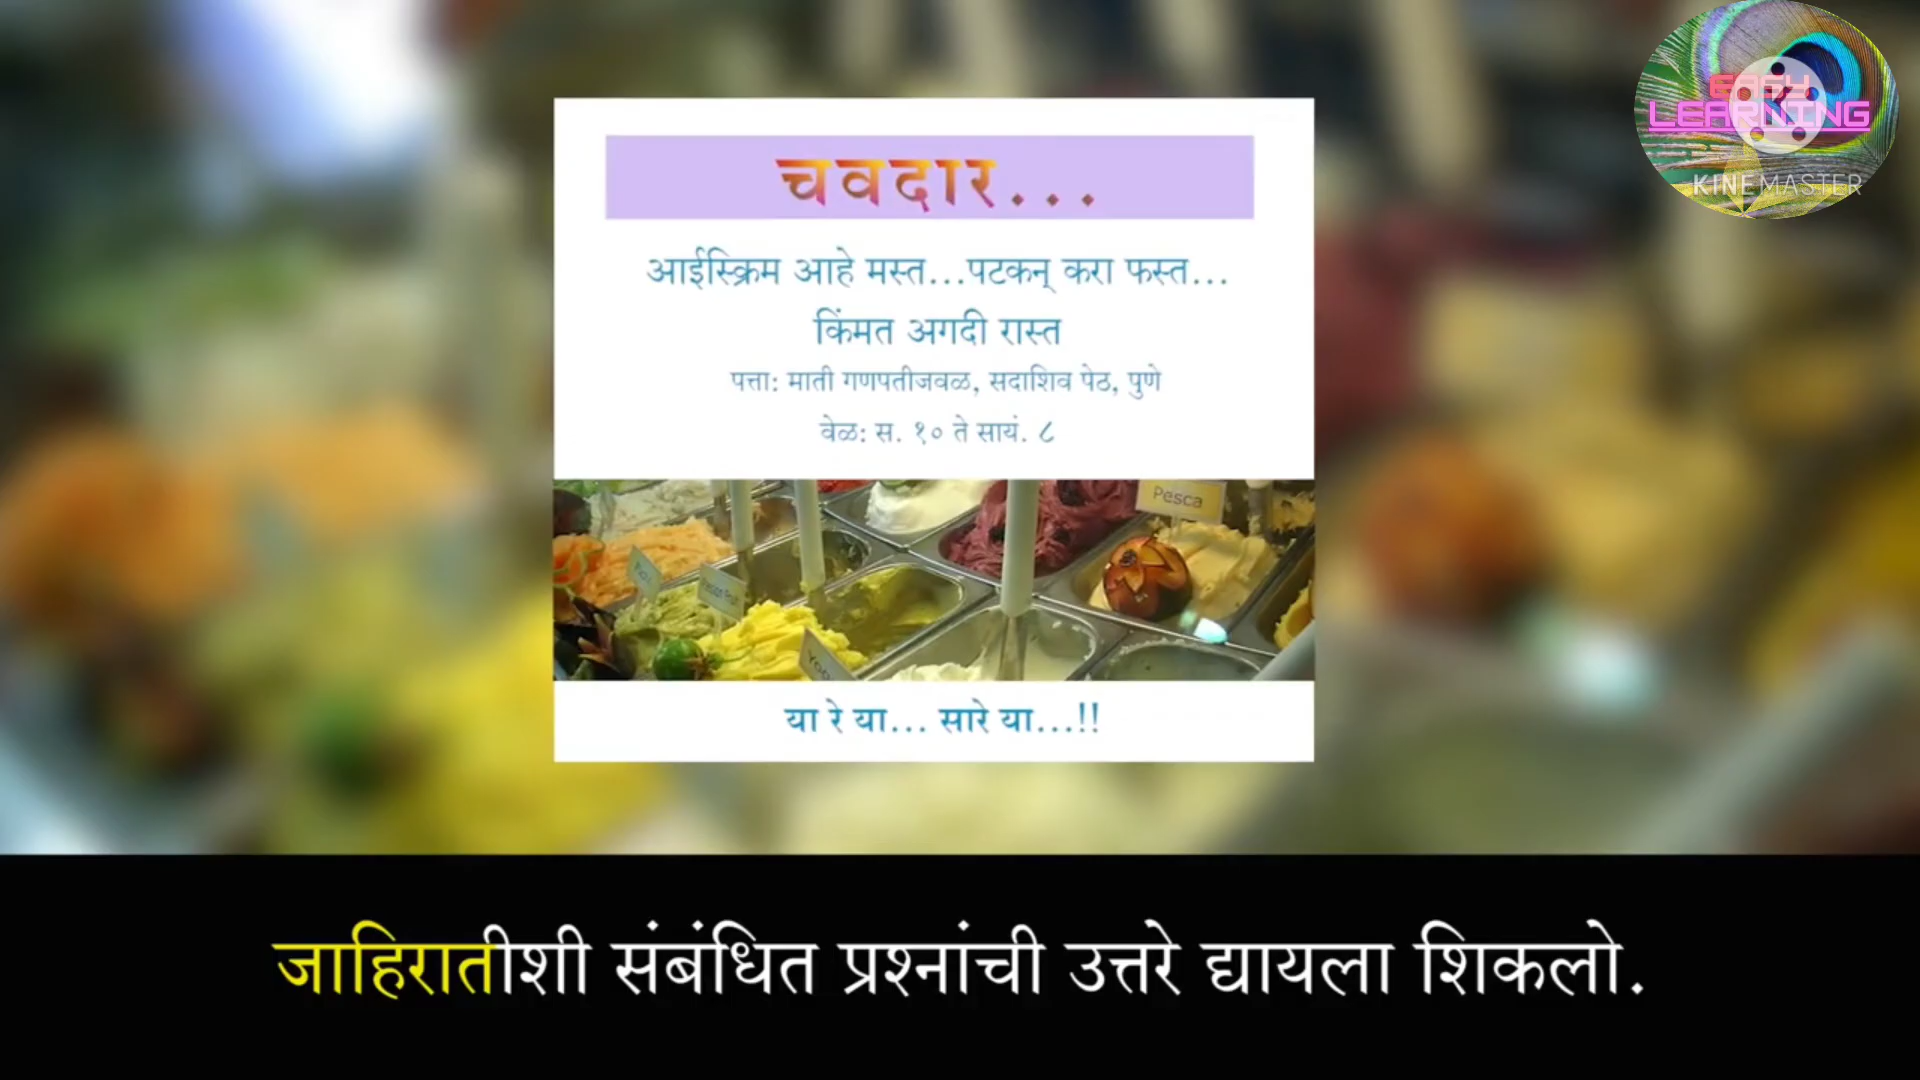 EASY
LEARNING
KINEMASTER
चवदार...
आईस्क्रिम आहे मस्त...पटकन् करा फस्त...
किंमत अगदी रास्त
पत्ता: माती गणपतीजवळ, सदाशिव पेठ, पुणे
वेळ: स. १० ते सायं. ८
Pesca
या रे या... सारे या...!!
जाहिरातीशी संबंधित प्रश्नांची उत्तरे द्यायला शिकलो.